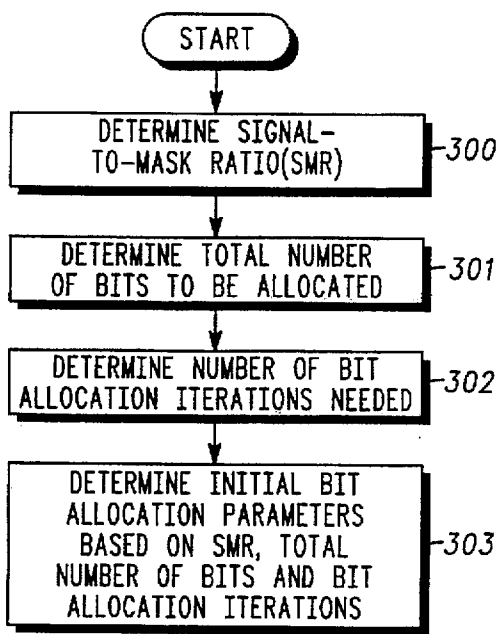 START
DETERMINE SIGNAL-
TO-MASK RATIO(SMR)
300
DETERMINE TOTAL NUMBER
OF BITS TO BE ALLOCATED
301
DETERMINE NUMBER OF BIT
ALLOCATION ITERATIONS NEEDED
302
DETERMINE INITIAL BIT
ALLOCATION PARAMETERS
BASED ON SMR, TOTAL
NUMBER OF BITS AND BIT
ALLOCATION ITERATIONS
303